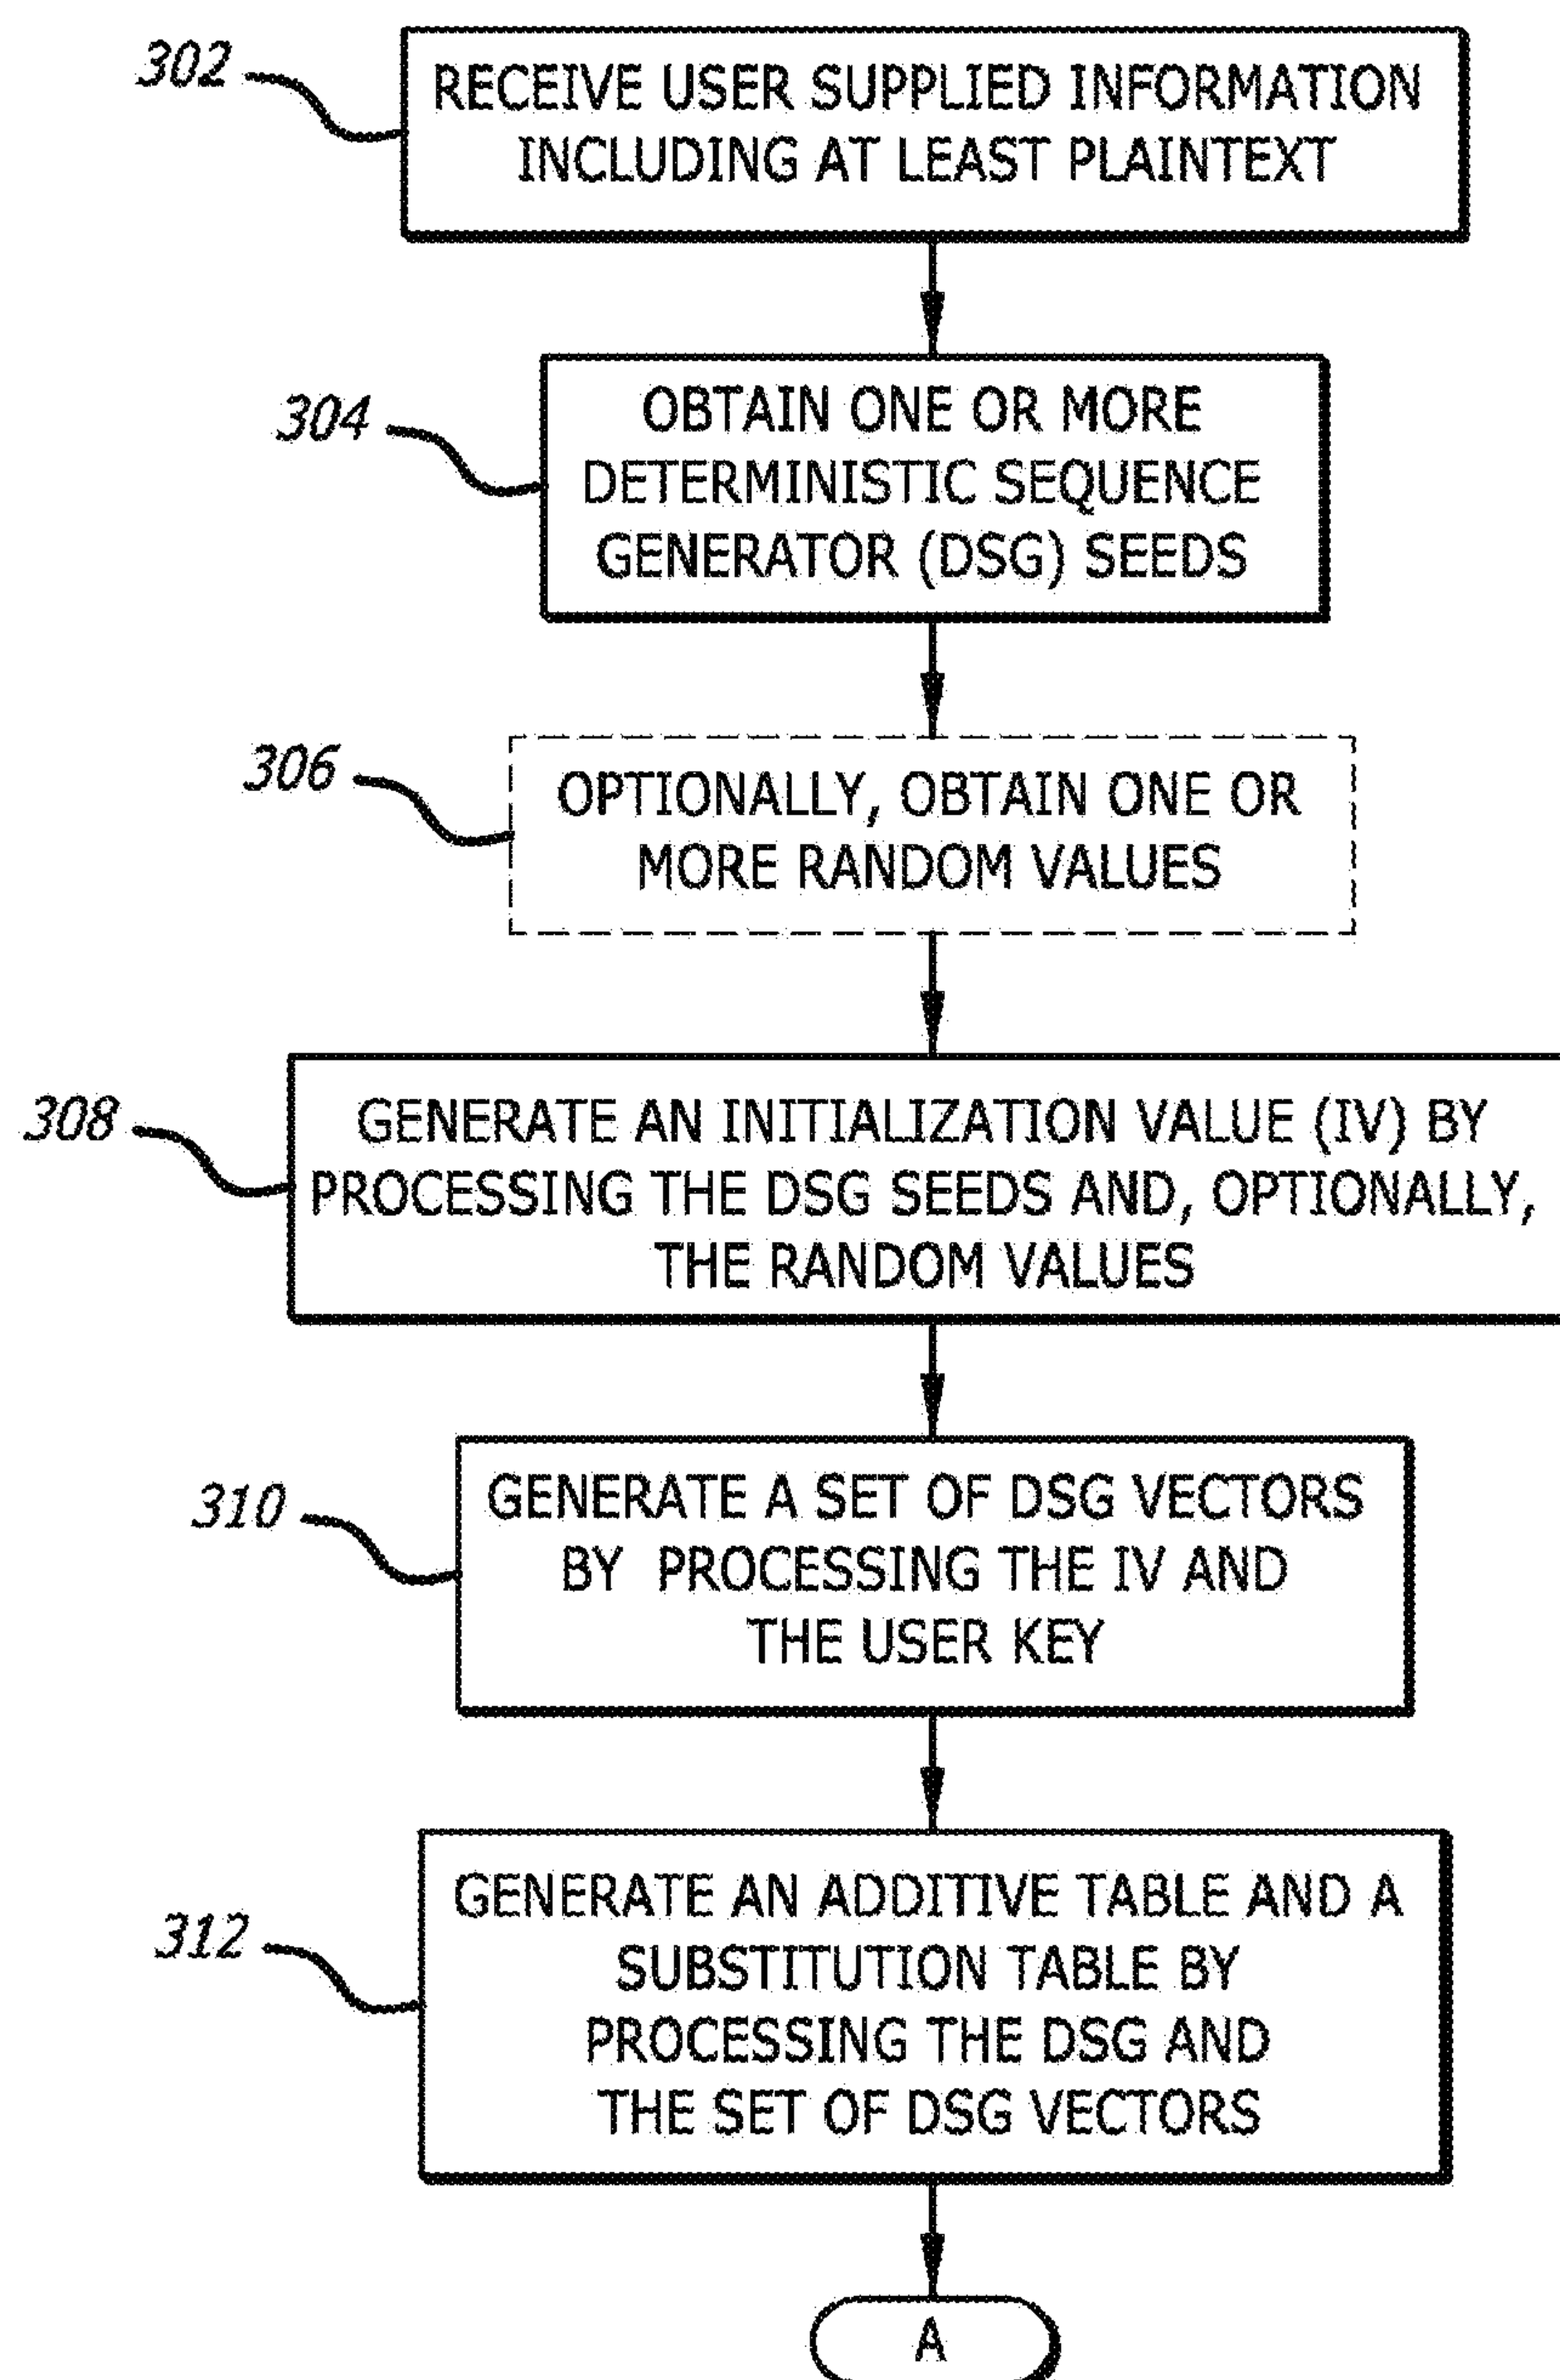 302
RECEIVE USER SUPPLIED INFORMATION
INCLUDING AT LEAST PLAINTEXT
304
OBTAIN ONE OR MORE
DETERMINISTIC SEQUENCE
GENERATOR (DSG) SEEDS
306
OPTIONALLY, OBTAIN ONE OR
MORE RANDOM VALUES
308
GENERATE AN INITIALIZATION VALUE (IV) BY
PROCESSING THE DSG SEEDS AND, OPTIONALLY,
THE RANDOM VALUES
310
GENERATE A SET OF DSG VECTORS
BY PROCESSING THE IV AND
THE USER KEY
312
GENERATE AN ADDITIVE TABLE AND A
SUBSTITUTION TABLE BY
PROCESSING THE DSG AND
THE SET OF DSG VECTORS
A